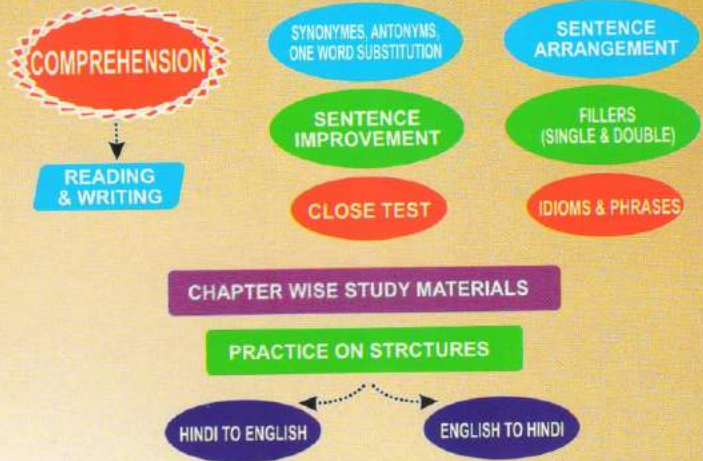 COMPREHENSION
READING
& WRITING
SYNONYMES, ANTONYMS,
ONE WORD SUBSTITUTION
SENTENCE
ARRANGEMENT
SENTENCE
IMPROVEMENT
FILLERS
(SINGLE & DOUBLE)
CLOSE TEST
IDIOMS & PHRASES
CHAPTER WISE STUDY MATERIALS
PRACTICE ON STRCTURES
HINDI TO ENGLISH
ENGLISH TO HINDI